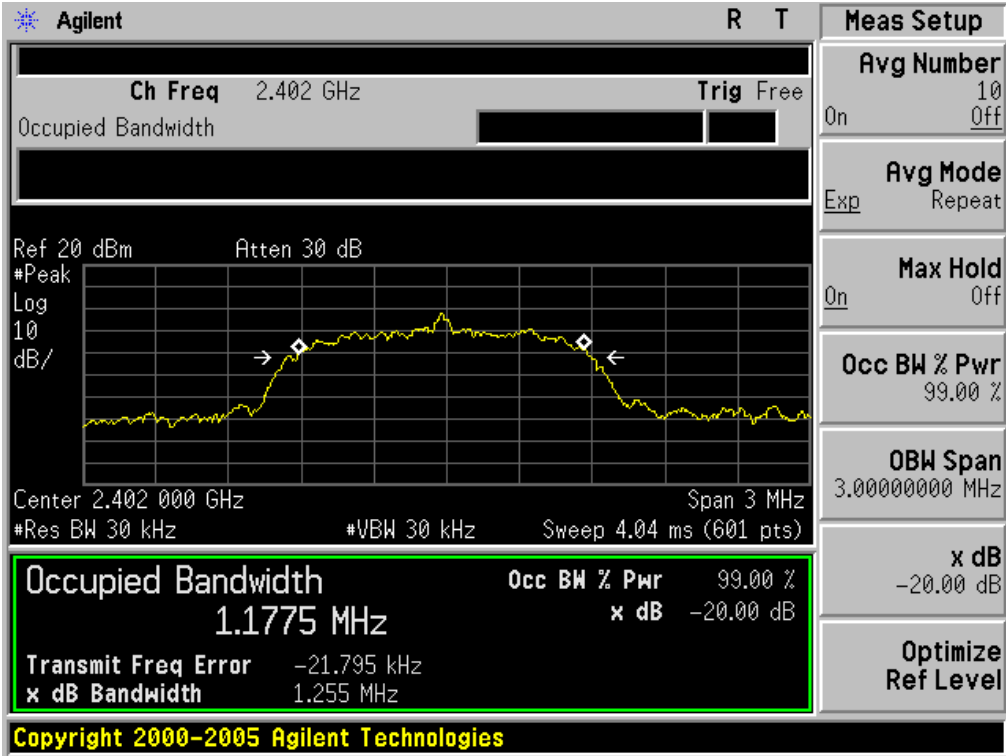 Agilent R T
Ch Freq 2.402 GHz Trig Free
Occupied Bandwidth
Ref 20 dBm Atten 30 dB
#Peak
Log
10
dB/
Center 2.402 000 GHz Span 3 MHz
#Res BW 30 kHz #VBW 30 kHz Sweep 4.04 ms (601 pts)
Occupied Bandwidth Occ BW % Pwr 99.00 %
1.1775 MHz x dB -20.00 dB
Transmit Freq Error -21.795 kHz
x dB Bandwidth 1.255 MHz
Copyright 2000-2005 Agilent Technologies
Meas Setup
Avg Number
10
On Off
Avg Mode
Exp Repeat
Max Hold
On Off
Occ BW % Pwr
99.00 %
OBW Span
3.00000000 MHz
x dB
-20.00 dB
Optimize
Ref Level